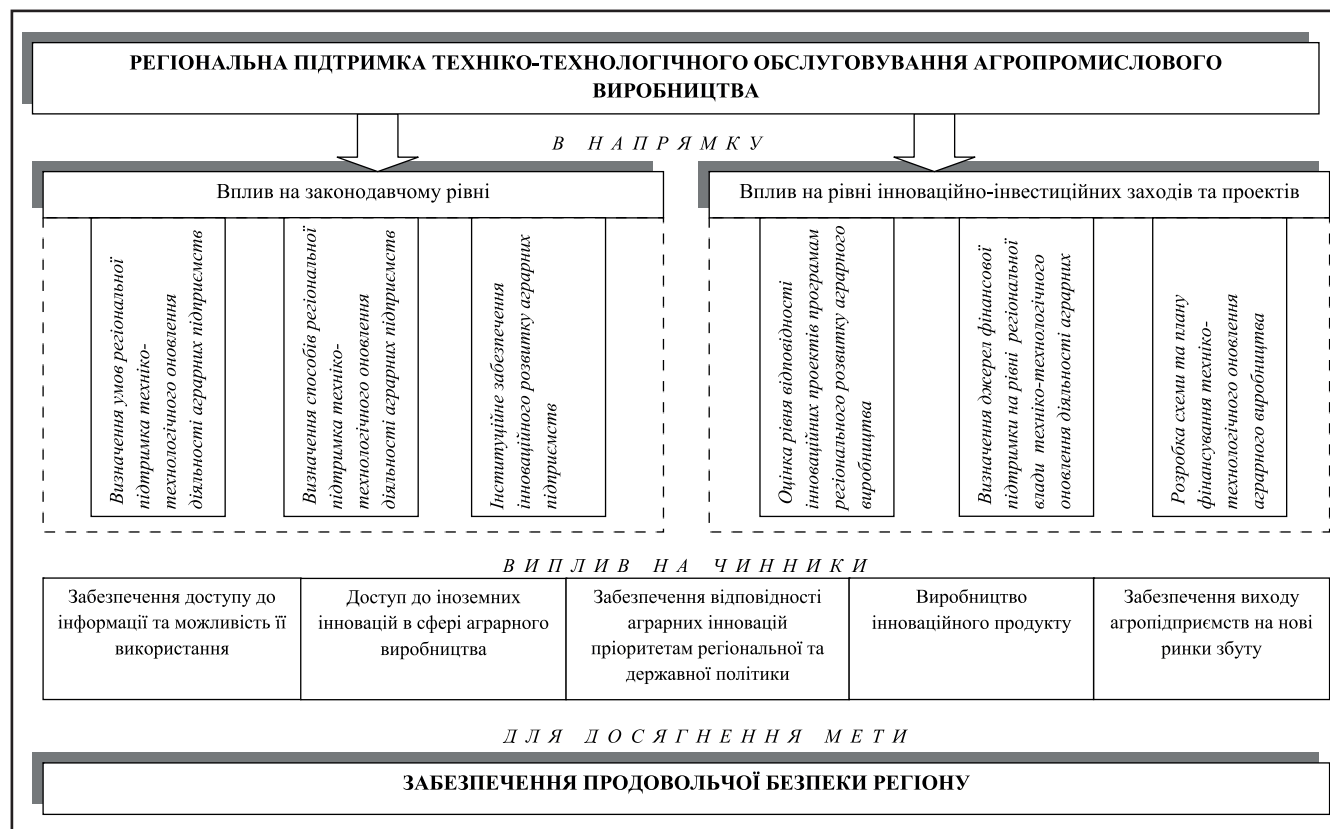 РЕГІОНАЛЬНА ПІДТРИМКА ТЕХНІКО-ТЕХНОЛОГІЧНОГО ОБСЛУГОВУВАННЯ АГРОПРОМИСЛОВОГО
ВИРОБНИЦТВА
В НАПРЯМКУ
Вплив на законодавчому рівні
Визначення умов регіональної
підтримка техніко-
технологічного оновлення
діяльності аграрних підприємств
Визначення способів регіональної
підтримка техніко-
технологічного оновлення
діяльності аграрних підприємств
Інституційне забезпечення
інноваційного розвитку аграрних
підприємств
Вплив на рівні інноваційно-інвестиційних заходів та проектів
Оцінка рівня відповідності
інноваційних проектів програмам
регіонального розвитку аграрного
виробництва
Визначення джерел фінансової
підтримки на рівні регіональної
влади техніко-технологічного
оновлення діяльності аграрних
Розробка схеми та плану
фінансування техніко-
технологічного оновлення
аграрного виробництва
ВИПЛИВ НА ЧИННИКИ
Забезпечення доступу до
інформації та можливість її
використання
Доступ до іноземних
інновацій в сфері аграрного
виробництва
Забезпечення відповідності
аграрних інновацій
пріоритетам регіональної та
державної політики
Виробництво
інноваційного продукту
Забезпечення виходу
агропідприємств на нові
ринки збуту
ДЛЯ ДОСЯГНЕННЯ МЕТИ
ЗАБЕЗПЕЧЕННЯ ПРОДОВОЛЬЧОЇ БЕЗПЕКИ РЕГІОНУ